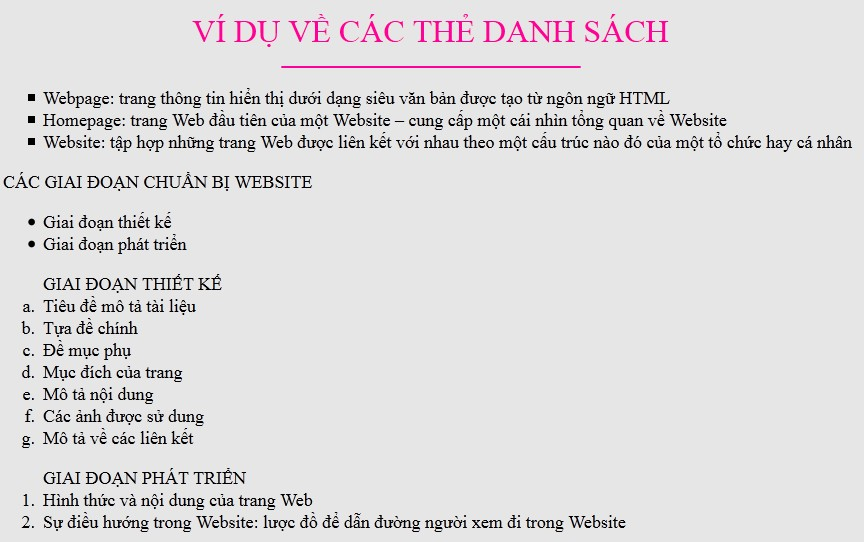 VÍ DỤ VỀ CÁC THẺ DANH SÁCH
Webpage: trang thông tin hiển thị dưới dạng siêu văn bản được tạo từ ngôn ngữ HTML
Homepage: trang Web đầu tiên của một Website – cung cấp một cái nhìn tổng quan về Website
Website: tập hợp những trang Web được liên kết với nhau theo một cấu trúc nào đó của một tổ chức hay cá nhân
CÁC GIAI ĐOẠN CHUẨN BỊ WEBSITE
Giai đoạn thiết kế
Giai đoạn phát triển
GIAI ĐOẠN THIẾT KẾ
a. Tiêu đề mô tả tài liệu
b. Tựa đề chính
c. Đề mục phụ
d. Mục đích của trang
e. Mô tả nội dung
f. Các ảnh được sử dung
g. Mô tả về các liên kết
GIAI ĐOẠN PHÁT TRIỂN
1. Hình thức và nội dung của trang Web
2. Sự điều hướng trong Website: lược đồ để dẫn đường người xem đi trong Website